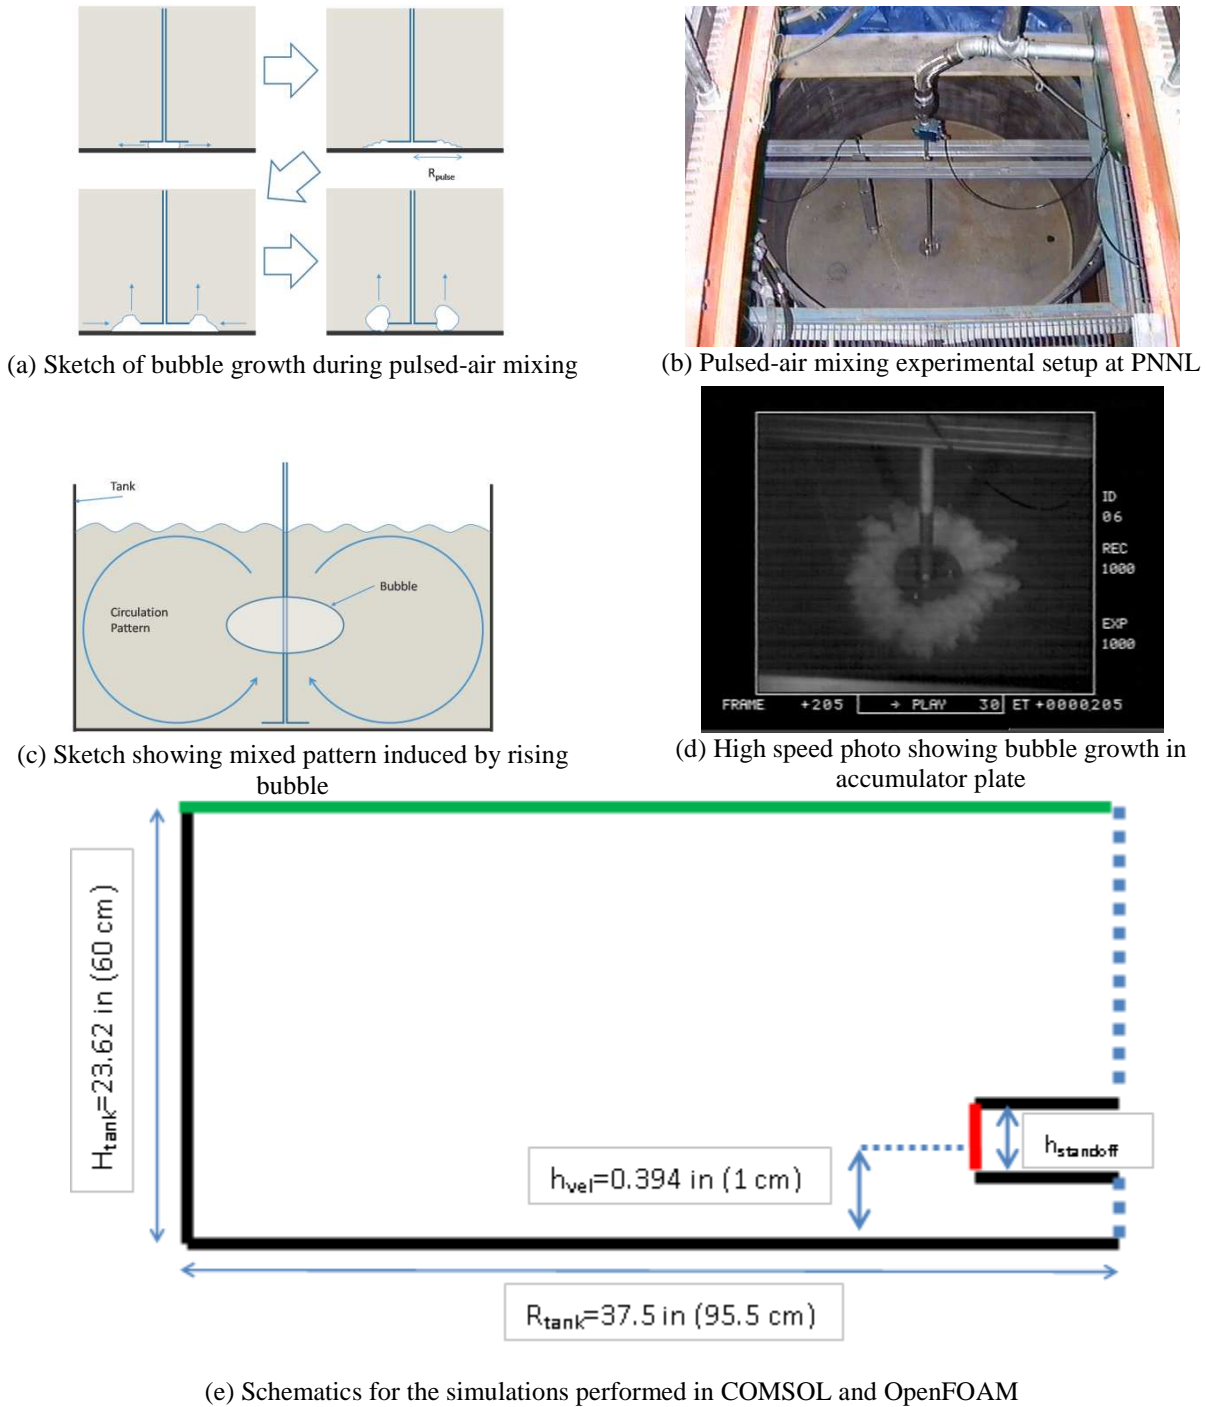 R_pulse
(a) Sketch of bubble growth during pulsed-air mixing
(b) Pulsed-air mixing experimental setup at PNNL
Tank
Bubble
Circulation
Pattern
(c) Sketch showing mixed pattern induced by rising
bubble
ID
06
REC
1000
EXP
1000
FRAME +205 → PLAY 30 ET +0000205
(d) High speed photo showing bubble growth in
accumulator plate
H_tank=23.62 in (60 cm)
h_standoff
h_vel=0.394 in (1 cm)
R_tank=37.5 in (95.5 cm)
(e) Schematics for the simulations performed in COMSOL and OpenFOAM